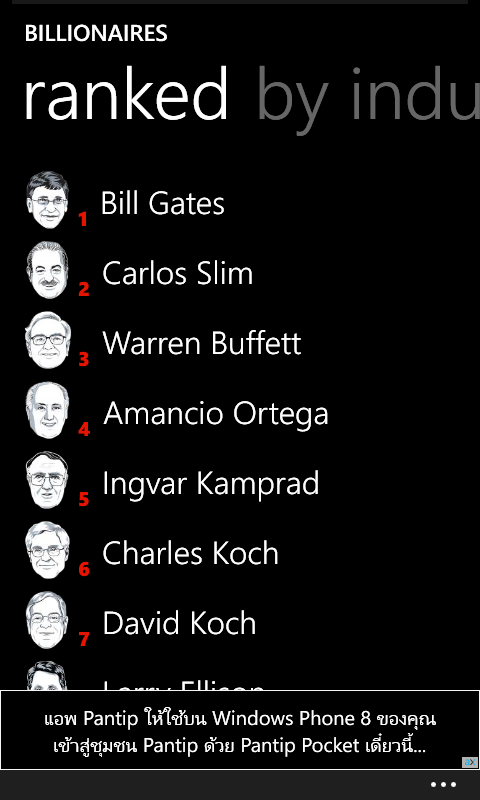 BILLIONAIRES
ranked by indu
1 Bill Gates
2 Carlos Slim
3 Warren Buffett
4 Amancio Ortega
5 Ingvar Kamprad
6 Charles Koch
7 David Koch
Larry Ellison
แอพ Pantip ให้ใช้บน Windows Phone 8 ของคุณ
เข้าสู่ชุมชน Pantip ด้วย Pantip Pocket เดี๋ยวนี้...